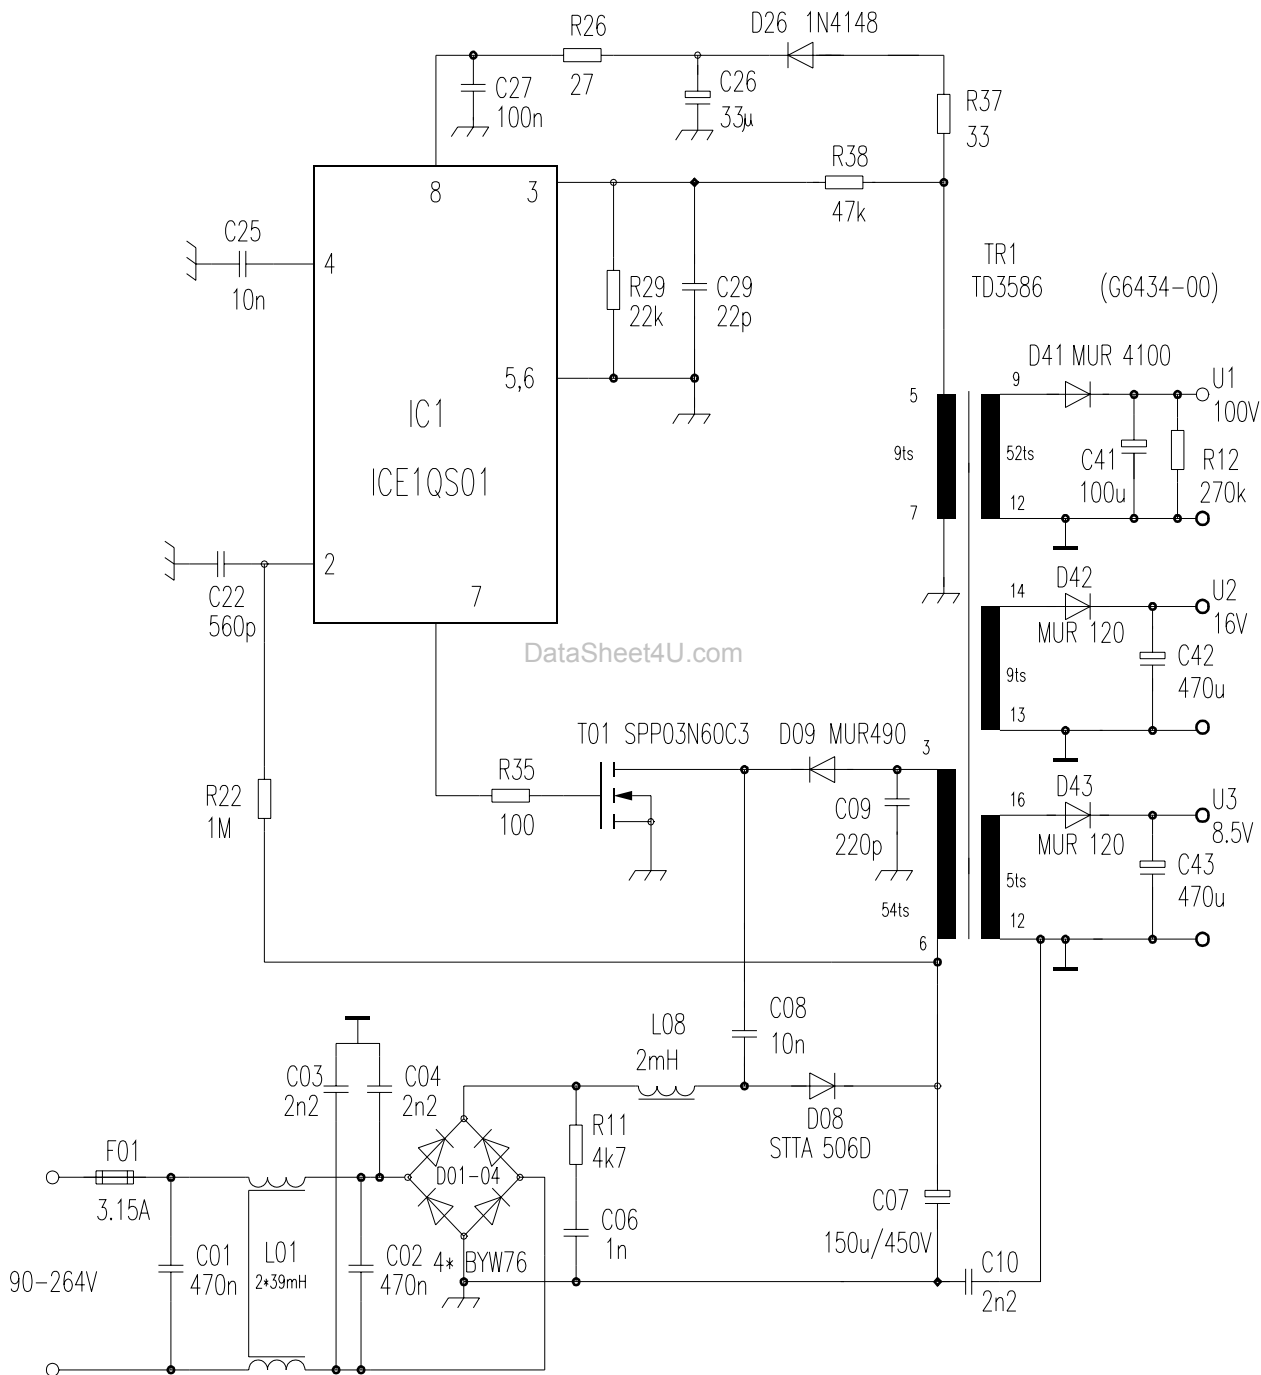 R26
27
D26 1N4148
C27
100n
C26
33µ
R37
33
R38
47k
8
3
C25
10n
4
R29
22k
C29
22p
TR1
TD3586
(G6434-00)
5,6
IC1
ICE1QS01
D41 MUR 4100
5
9
U1
100V
9ts
52ts
C41
100u
R12
270k
7
12
2
C22
560p
7
14
D42
MUR 120
U2
16V
DataSheet4U.com
9ts
C42
470u
13
T01 SPP03N60C3
D09 MUR490
3
R35
100
R22
1M
C09
220p
16
D43
MUR 120
U3
8.5V
54ts
5ts
C43
470u
6
12
C08
10n
L08
2mH
C03
2n2
C04
2n2
R11
4k7
D08
STTA 506D
F01
3.15A
D01-04
C07
150u/450V
C06
1n
C01
470n
L01
2*39mH
C02
470n
4* BYW76
90-264V
C10
2n2